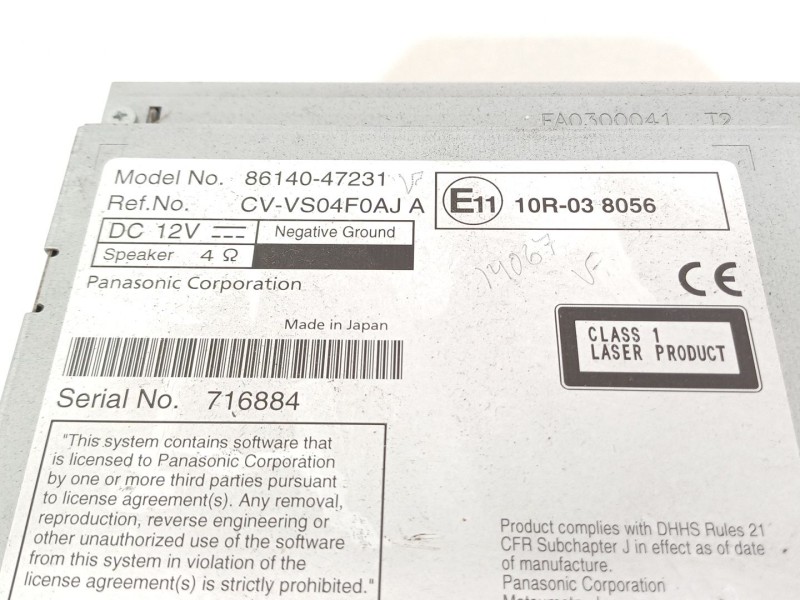 FA0300041 T2
Model No. 86140-47231 VF
Ref.No. CV-VS04F0AJ A
E11 10R-03 8056
DC 12V Negative Ground
Speaker 4 Ω
14067
VF
Panasonic Corporation
CE
Made in Japan
CLASS 1
LASER PRODUCT
Serial No. 716884
"This system contains software that
is licensed to Panasonic Corporation
by one or more third parties pursuant
to license agreement(s). Any removal,
reproduction, reverse engineering or
other unauthorized use of the software
from this system in violation of the
license agreement(s) is strictly prohibited."
Product complies with DHHS Rules 21
CFR Subchapter J in effect as of date
of manufacture.
Panasonic Corporation